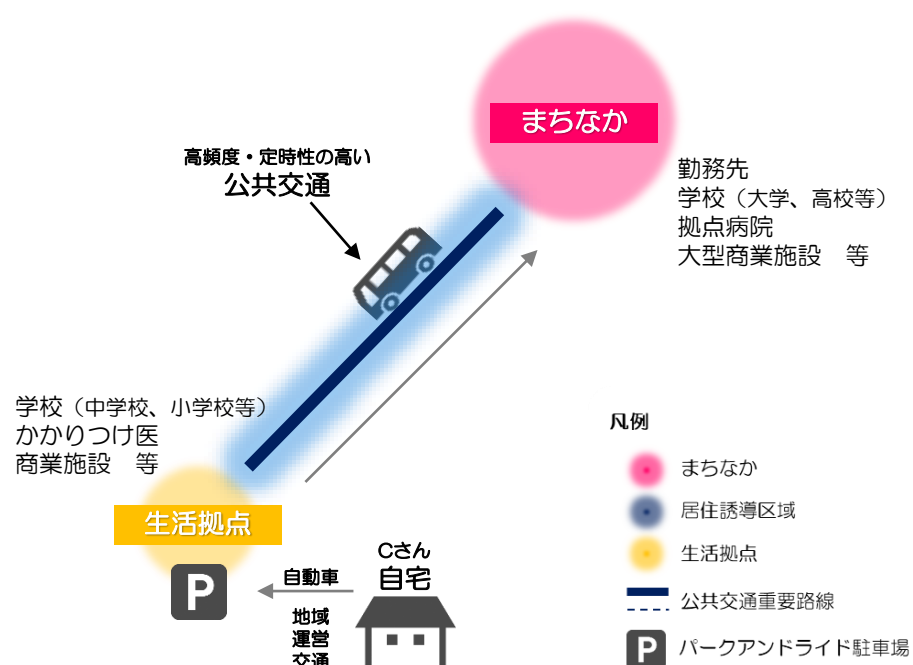 まちなか
高頻度・定時性の高い
公共交通
勤務先
学校（大学、高校等）
拠点病院
大型商業施設　等
学校（中学校、小学校等）
かかりつけ医
商業施設　等
生活拠点
P
自動車
地域
運営
交通
Cさん
自宅
凡例
まちなか
居住誘導区域
生活拠点
公共交通重要路線
P パークアンドライド駐車場